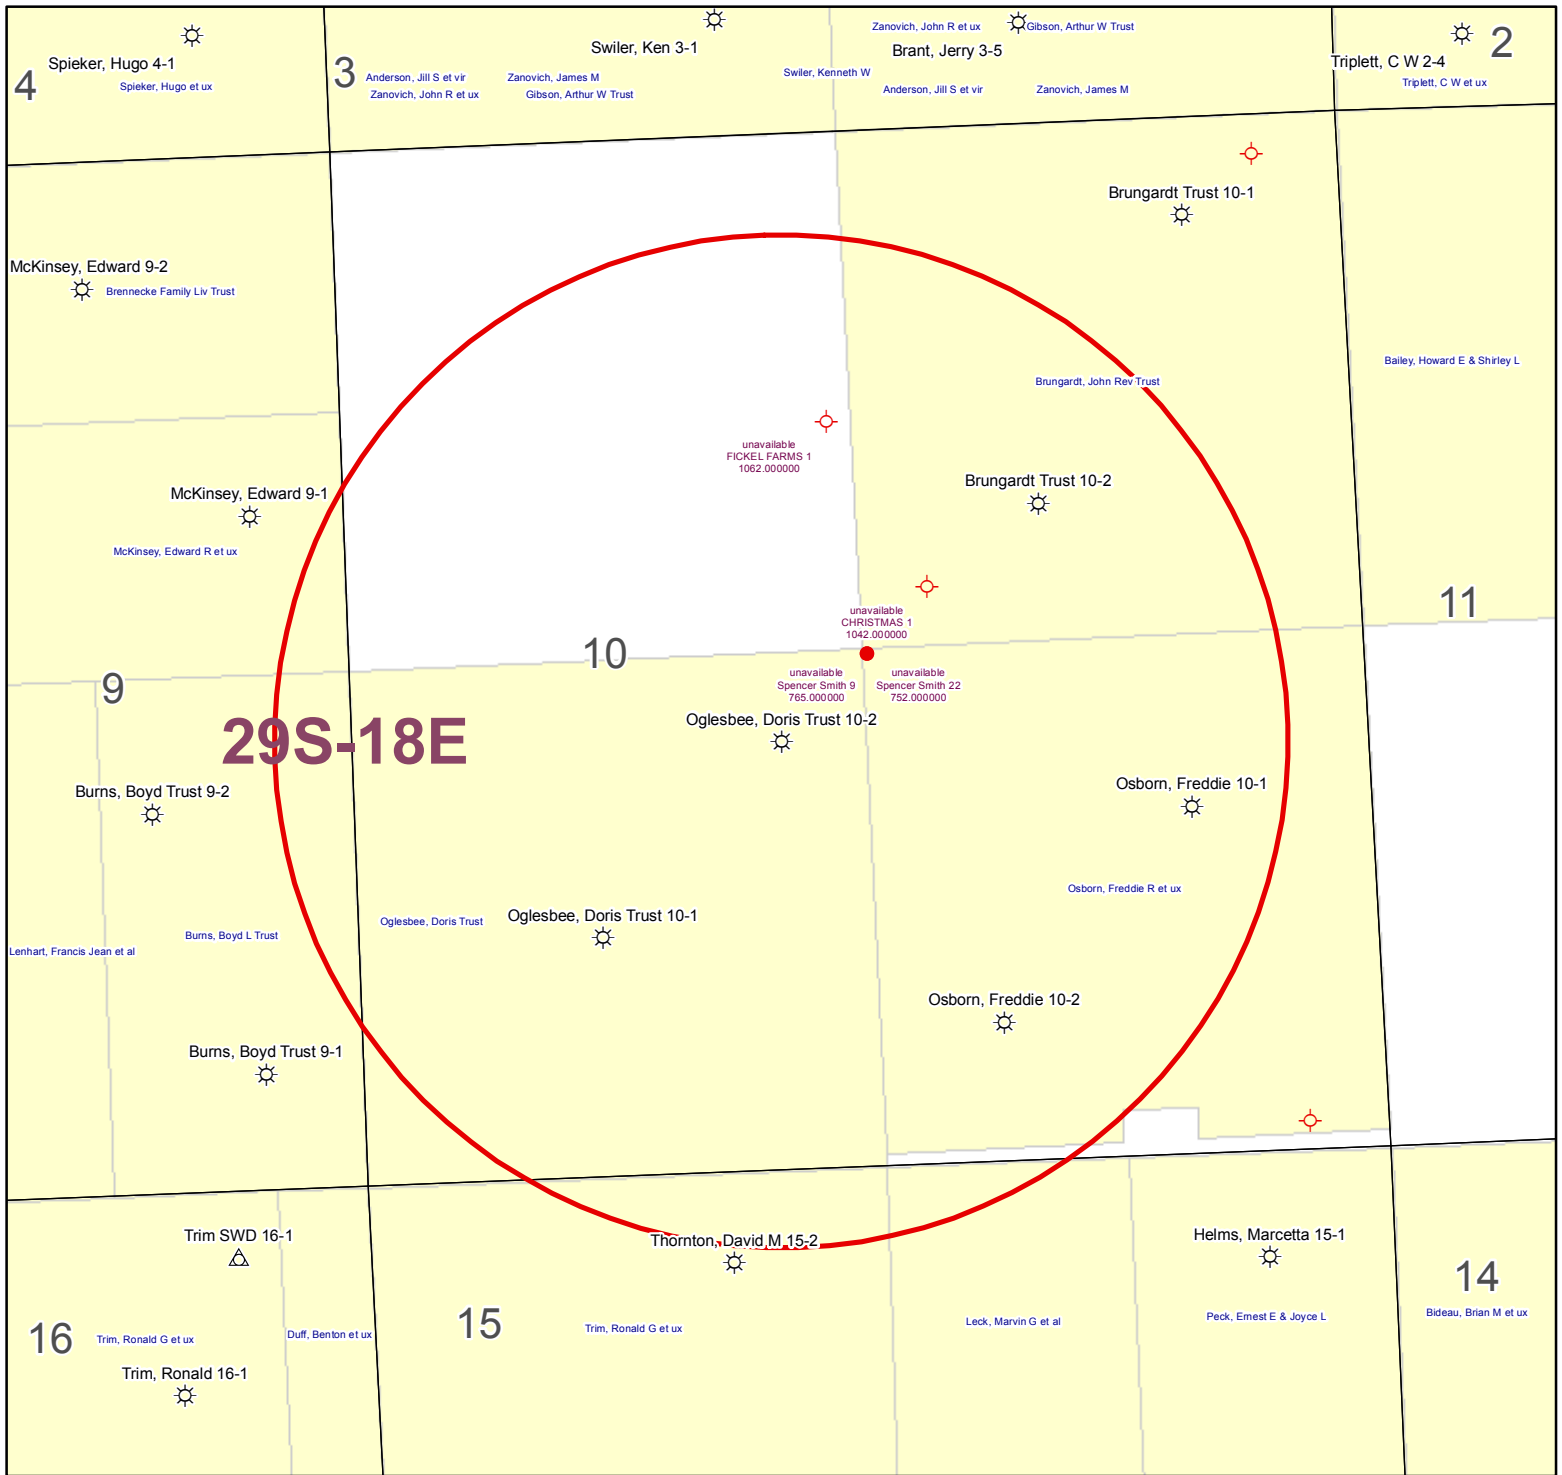 Spieker, Hugo 4-1
Spieker, Hugo et ux
4
3
Swiler, Ken 3-1
Anderson, Jill S et vir
Zanovich, James M
Zanovich, John R et ux
Gibson, Arthur W Trust
Swiler, Kenneth W
Zanovich, John R et ux
Gibson, Arthur W Trust
Brant, Jerry 3-5
Anderson, Jill S et vir
Zanovich, James M
2
Triplett, C W 2-4
Triplett, C W et ux
Brungardt Trust 10-1
McKinsey, Edward 9-2
Brennecke Family Liv Trust
Bailey, Howard E & Shirley L
Brungardt, John Rev Trust
unavailable
FICKEL FARMS 1
1062.000000
Brungardt Trust 10-2
McKinsey, Edward 9-1
McKinsey, Edward R et ux
unavailable
CHRISTMAS 1
1042.000000
11
10
9
unavailable
Spencer Smith 9
765.000000
unavailable
Spencer Smith 22
752.000000
Oglesbee, Doris Trust 10-2
29S-18E
Burns, Boyd Trust 9-2
Osborn, Freddie 10-1
Osborn, Freddie R et ux
Oglesbee, Doris Trust 10-1
Oglesbee, Doris Trust
Burns, Boyd L Trust
Lenhart, Francis Jean et al
Osborn, Freddie 10-2
Burns, Boyd Trust 9-1
Trim SWD 16-1
Thornton, David M 15-2
Helms, Marcetta 15-1
14
Bideau, Brian M et ux
16
Trim, Ronald G et ux
Duff, Benton et ux
15
Trim, Ronald G et ux
Leck, Marvin G et al
Peck, Ernest E & Joyce L
Trim, Ronald 16-1